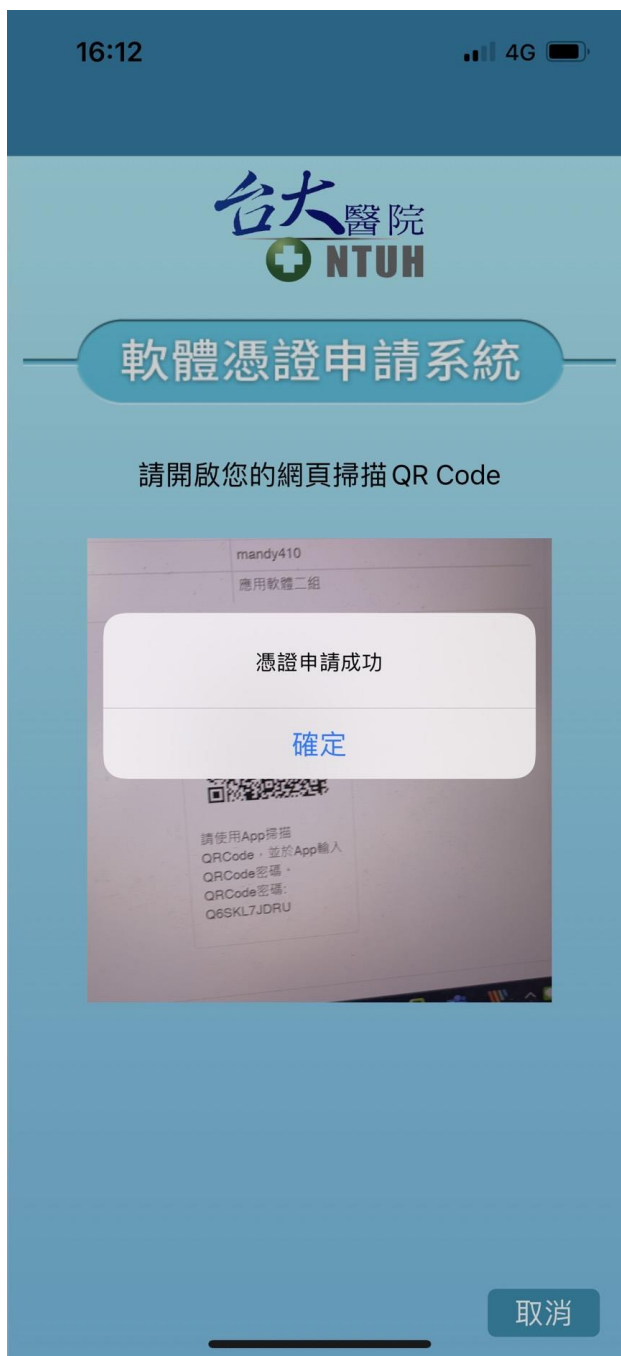 16:12
4G
台大醫院
NTUH
軟體憑證申請系統
請開啟您的網頁掃描QR Code
mandy410
應用軟體二組
憑證申請成功
確定
請使用App掃描
QRCode，並於App輸入
QRCode密碼。
QRCode密碼:
Q6SKL7JDRU
取消